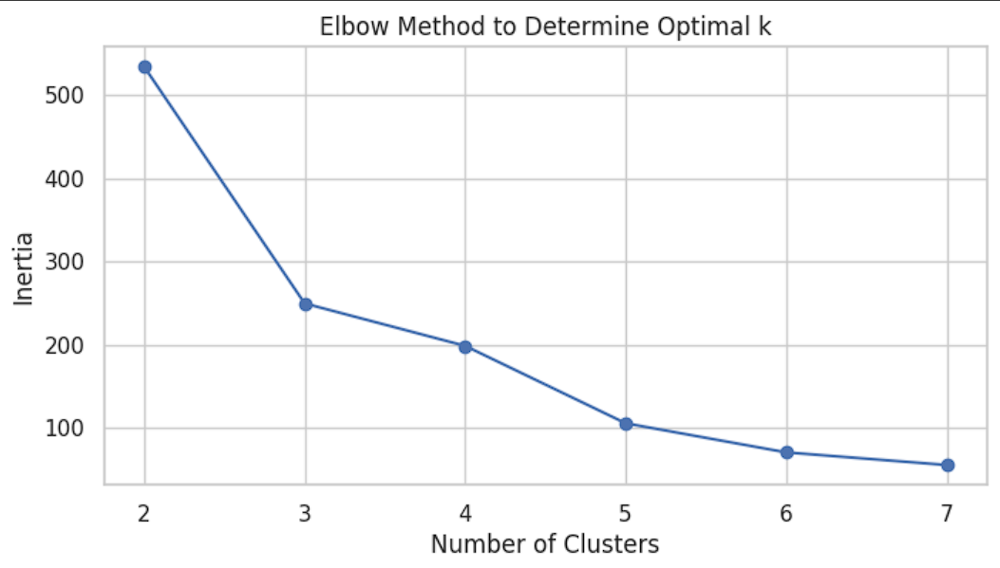 Elbow Method to Determine Optimal k
500
400
300
200
100
Inertia
2 3 4 5 6 7
Number of Clusters